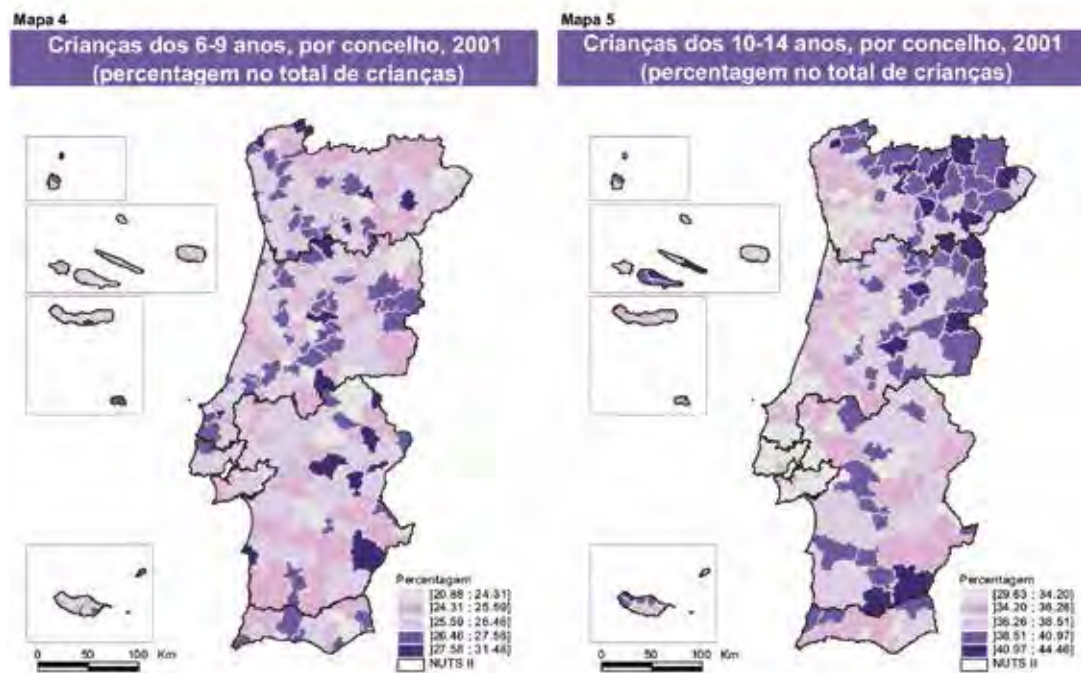 Mapa 4
Crianças dos 6-9 anos, por concelho, 2001
(percentagem no total de crianças)
Percentagem
]20.88 ; 24.31]
]24.31 ; 25.59]
]25.59 ; 26.46]
]26.46 ; 27.58]
]27.58 ; 31.48]
NUTS II
0 50 100 Km
Mapa 5
Crianças dos 10-14 anos, por concelho, 2001
(percentagem no total de crianças)
Percentagem
]29.63 ; 34.20]
]34.20 ; 36.26]
]36.26 ; 38.51]
]38.51 ; 40.97]
]40.97 ; 44.46]
NUTS II
0 50 100 Km